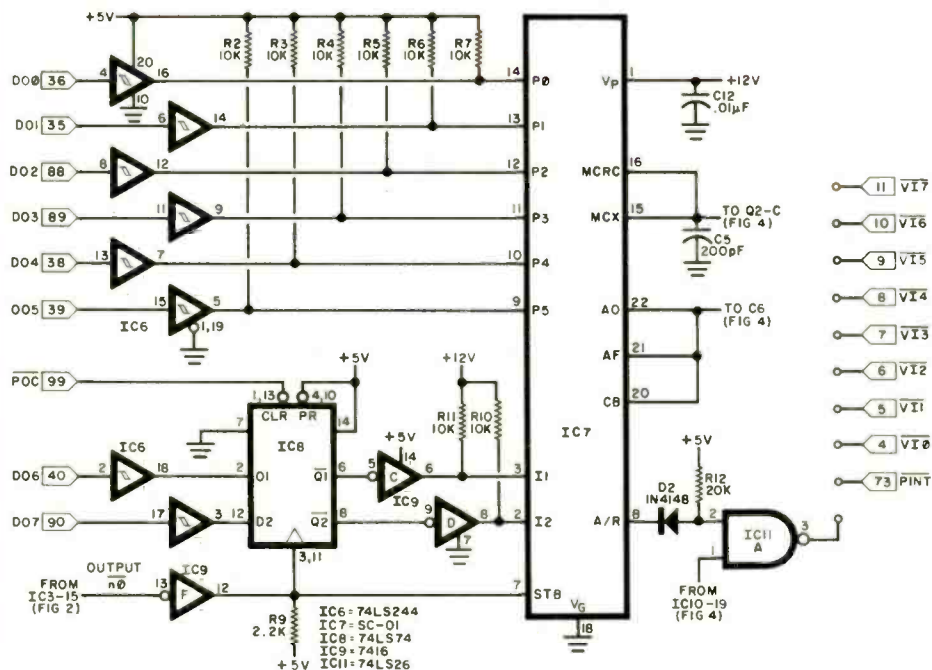 +5V
R2 10K
R3 10K
R4 10K
R5 10K
R6 10K
R7 10K
DO0 36 4 20 16 10 14 P0
DO1 35 6 14 13 P1
DO2 88 8 12 12 P2
DO3 89 11 9 11 P3
DO4 38 13 7 10 P4
OO5 39 15 5 9 P5
IC6 1,19
VP 1 +12V
C12 .01µF
MCRC 16
MCX 15 TO Q2-C (FIG 4)
C5 200pF
AO 22 TO C6 (FIG 4)
AF 21
CB 20
IC7
11 VI7
10 VI6
9 VI5
8 VI4
7 VI3
6 VI2
5 VI1
4 VI0
73 PINT
POC 99
1,13 4,10
CLR PR
+5V
7 14
IC8
+12V
R11 10K
R10 10K
DO6 40 2 IC6 18 2 O1 Q1 6 5 C 6 3 I1
+5V 14
IC9
DO7 90 17 3 12 D2 Q2 8 9 D 8 2 I2
7
3,11
A/R 8
D2 1N4148
+5V
R12 20K
2 1 IC11 A 3
FROM IC10-19 (FIG 4)
FROM IC3-15 (FIG 2)
OUTPUT n0
13 IC9 F 12 7 STB
VG 18
R9 2.2K
+5V
IC6=74LS244
IC7=SC-01
IC8=74LS74
IC9=7416
IC11=74LS26